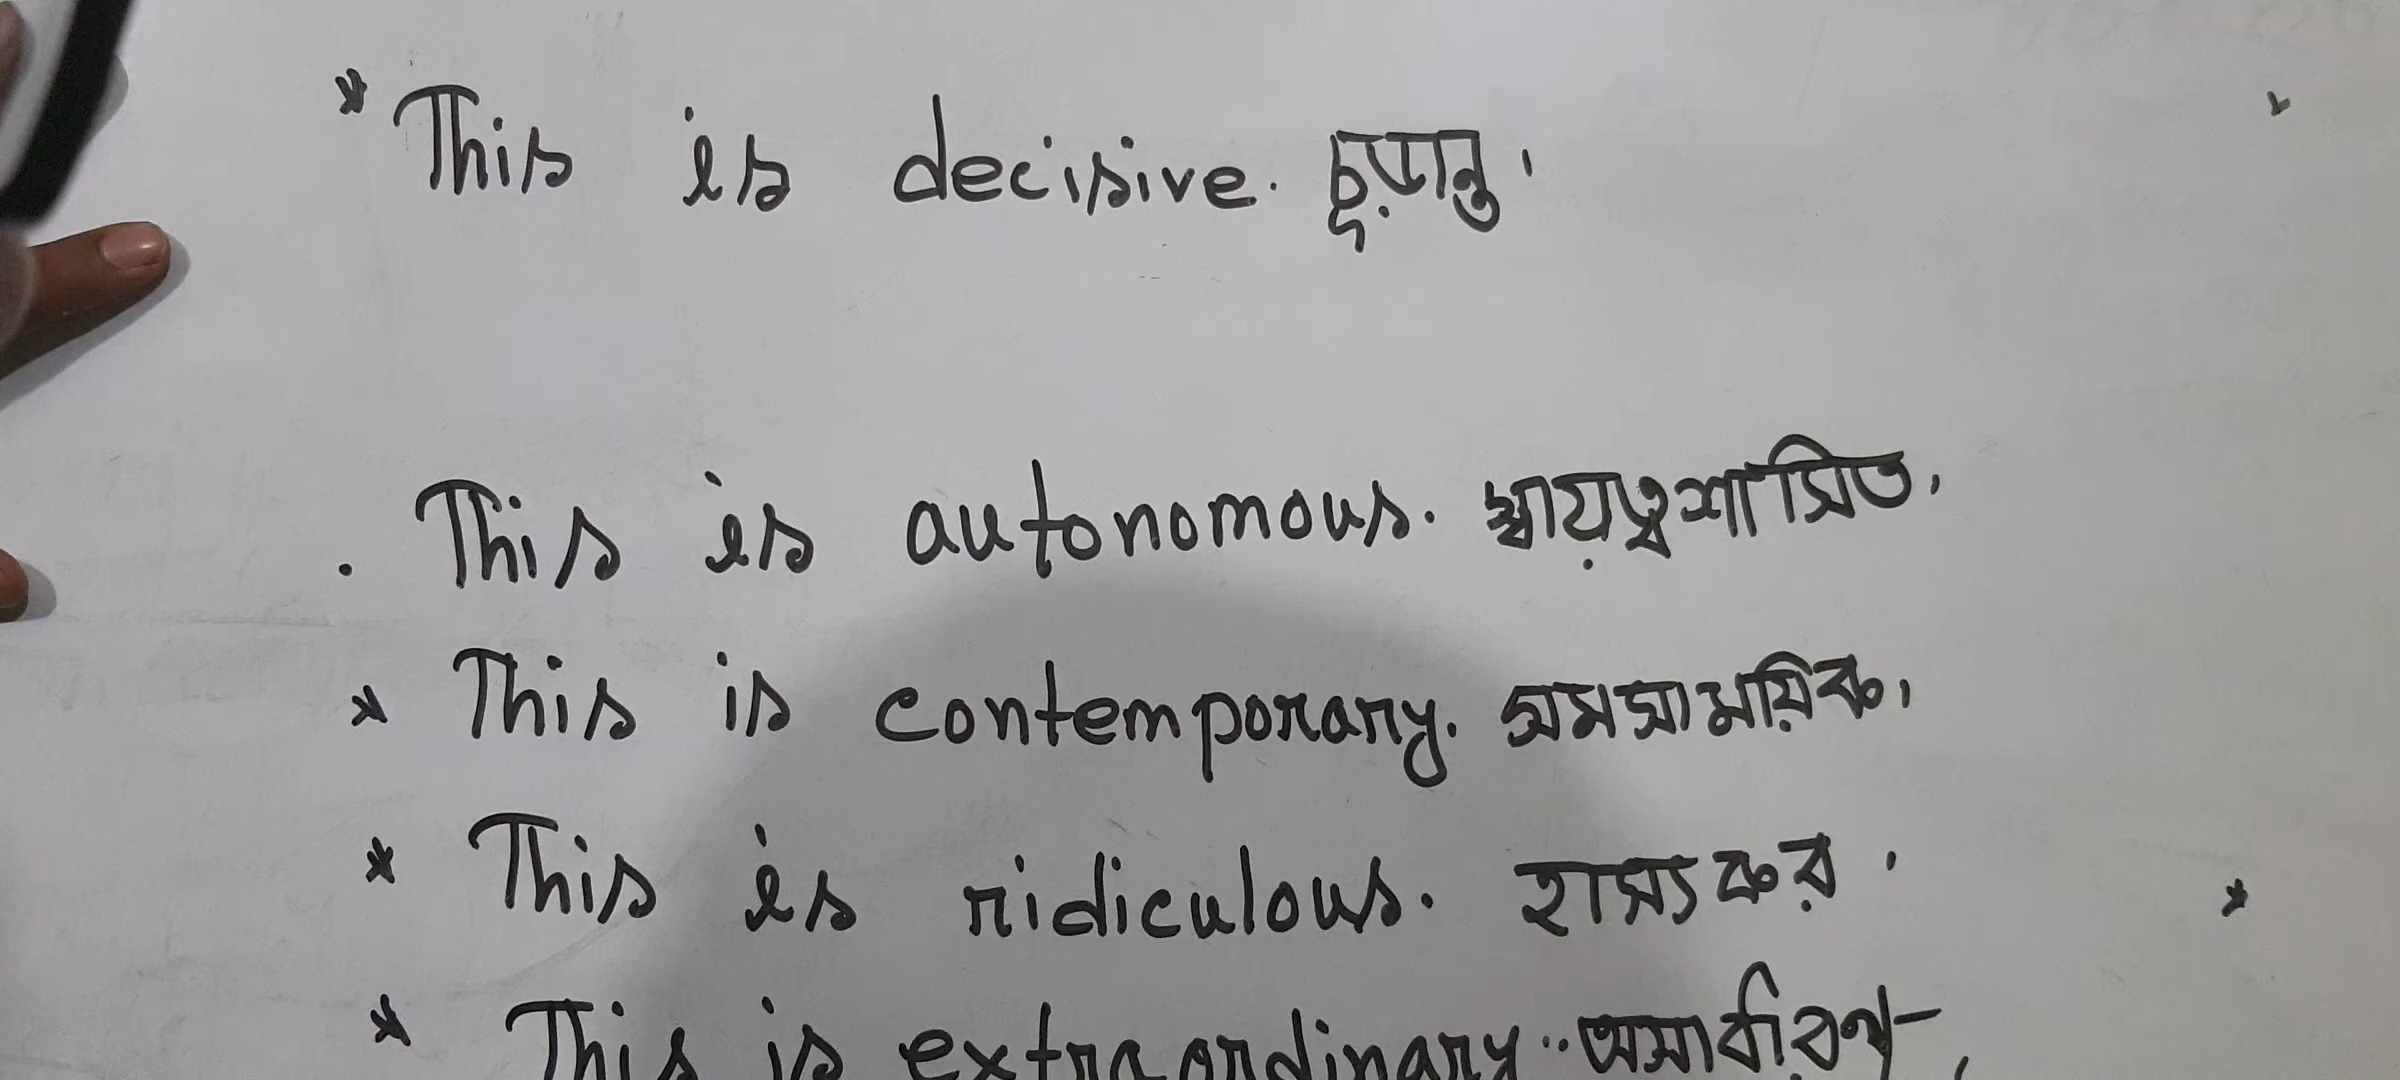 * This is decisive. চূড়ান্ত.
. This is autonomous. স্বায়ত্বশাসিত.
* This is contemporary. সমসাময়িক.
* This is ridiculous. হাস্যকর.
* This is extraordinary.. অসাধারণ